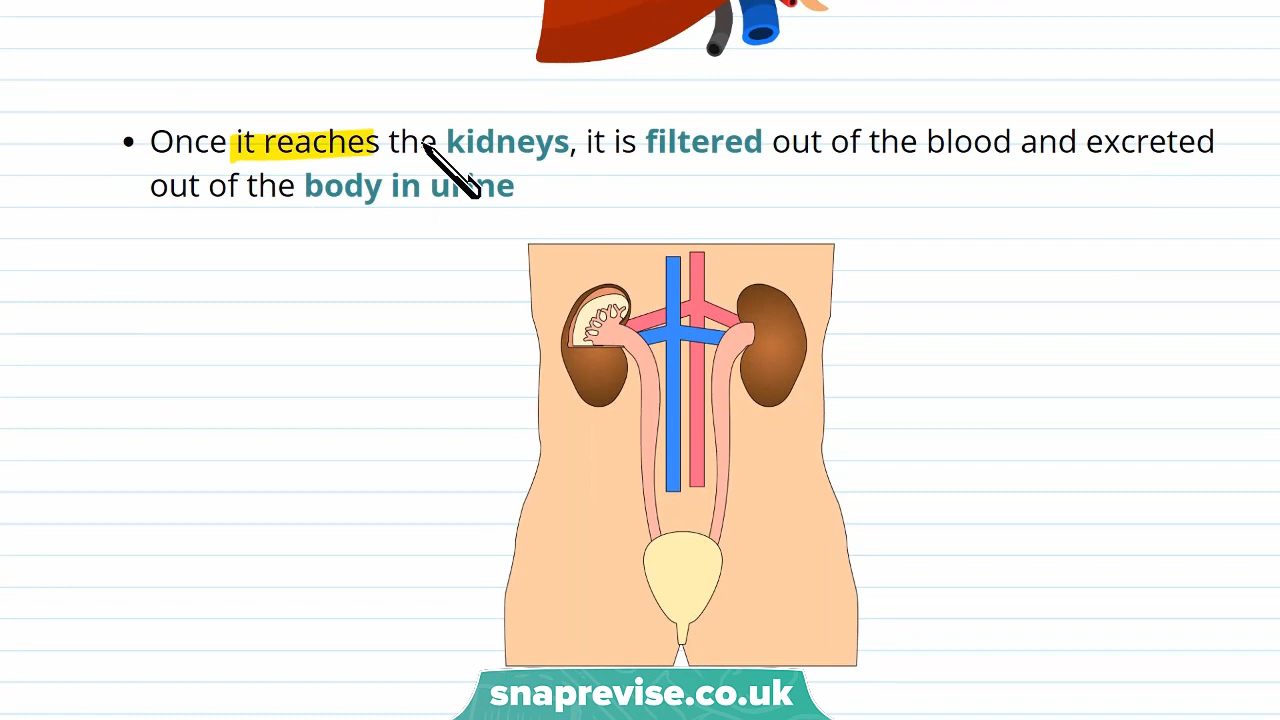 • Once it reaches the kidneys, it is filtered out of the blood and excreted
out of the body in urine
snaprevise.co.uk